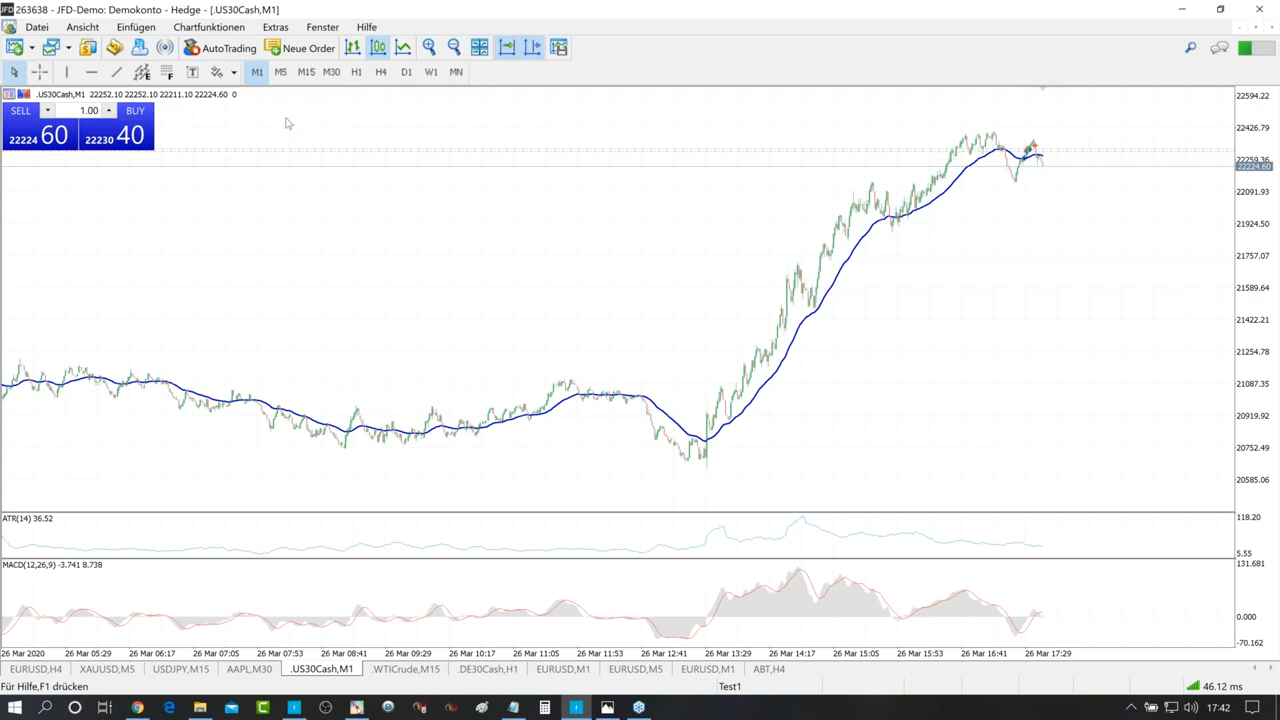 263638 - JFD-Demo: Demokonto - Hedge - [.US30Cash,M1]
Datei Ansicht Einfügen Chartfunktionen Extras Fenster Hilfe
AutoTrading New Order
M1 M5 M15 M30 H1 H4 D1 W1 MN
.US30Cash,M1 22252.10 22252.10 22211.10 22224.60 0
SELL 1.00 BUY
22224 60 22230 40
22594.22
22426.79
22259.36
22224.60
22091.93
21924.50
21757.07
21589.64
21422.21
21254.78
21087.35
20919.92
20752.49
20585.06
ATR(14) 36.52
118.20
5.55
MACD(12,26,9) -3.741 8.738
131.681
0.000
-70.162
26 Mar 2020 26 Mar 05:29 26 Mar 06:17 26 Mar 07:05 26 Mar 07:53 26 Mar 08:41 26 Mar 09:29 26 Mar 10:17 26 Mar 11:05 26 Mar 11:53 26 Mar 12:41 26 Mar 13:29 26 Mar 14:17 26 Mar 15:05 26 Mar 15:53 26 Mar 16:41 26 Mar 17:29
EURUSD,H4 XAUUSD,M5 USDJPY,M15 AAPL,M30 .US30Cash,M1 .WTICrude,M15 .DE30Cash,H1 EURUSD,M1 EURUSD,M5 EURUSD,M1 ABT,H4
Für Hilfe,F1 drücken Test1 46.12 ms
17:42